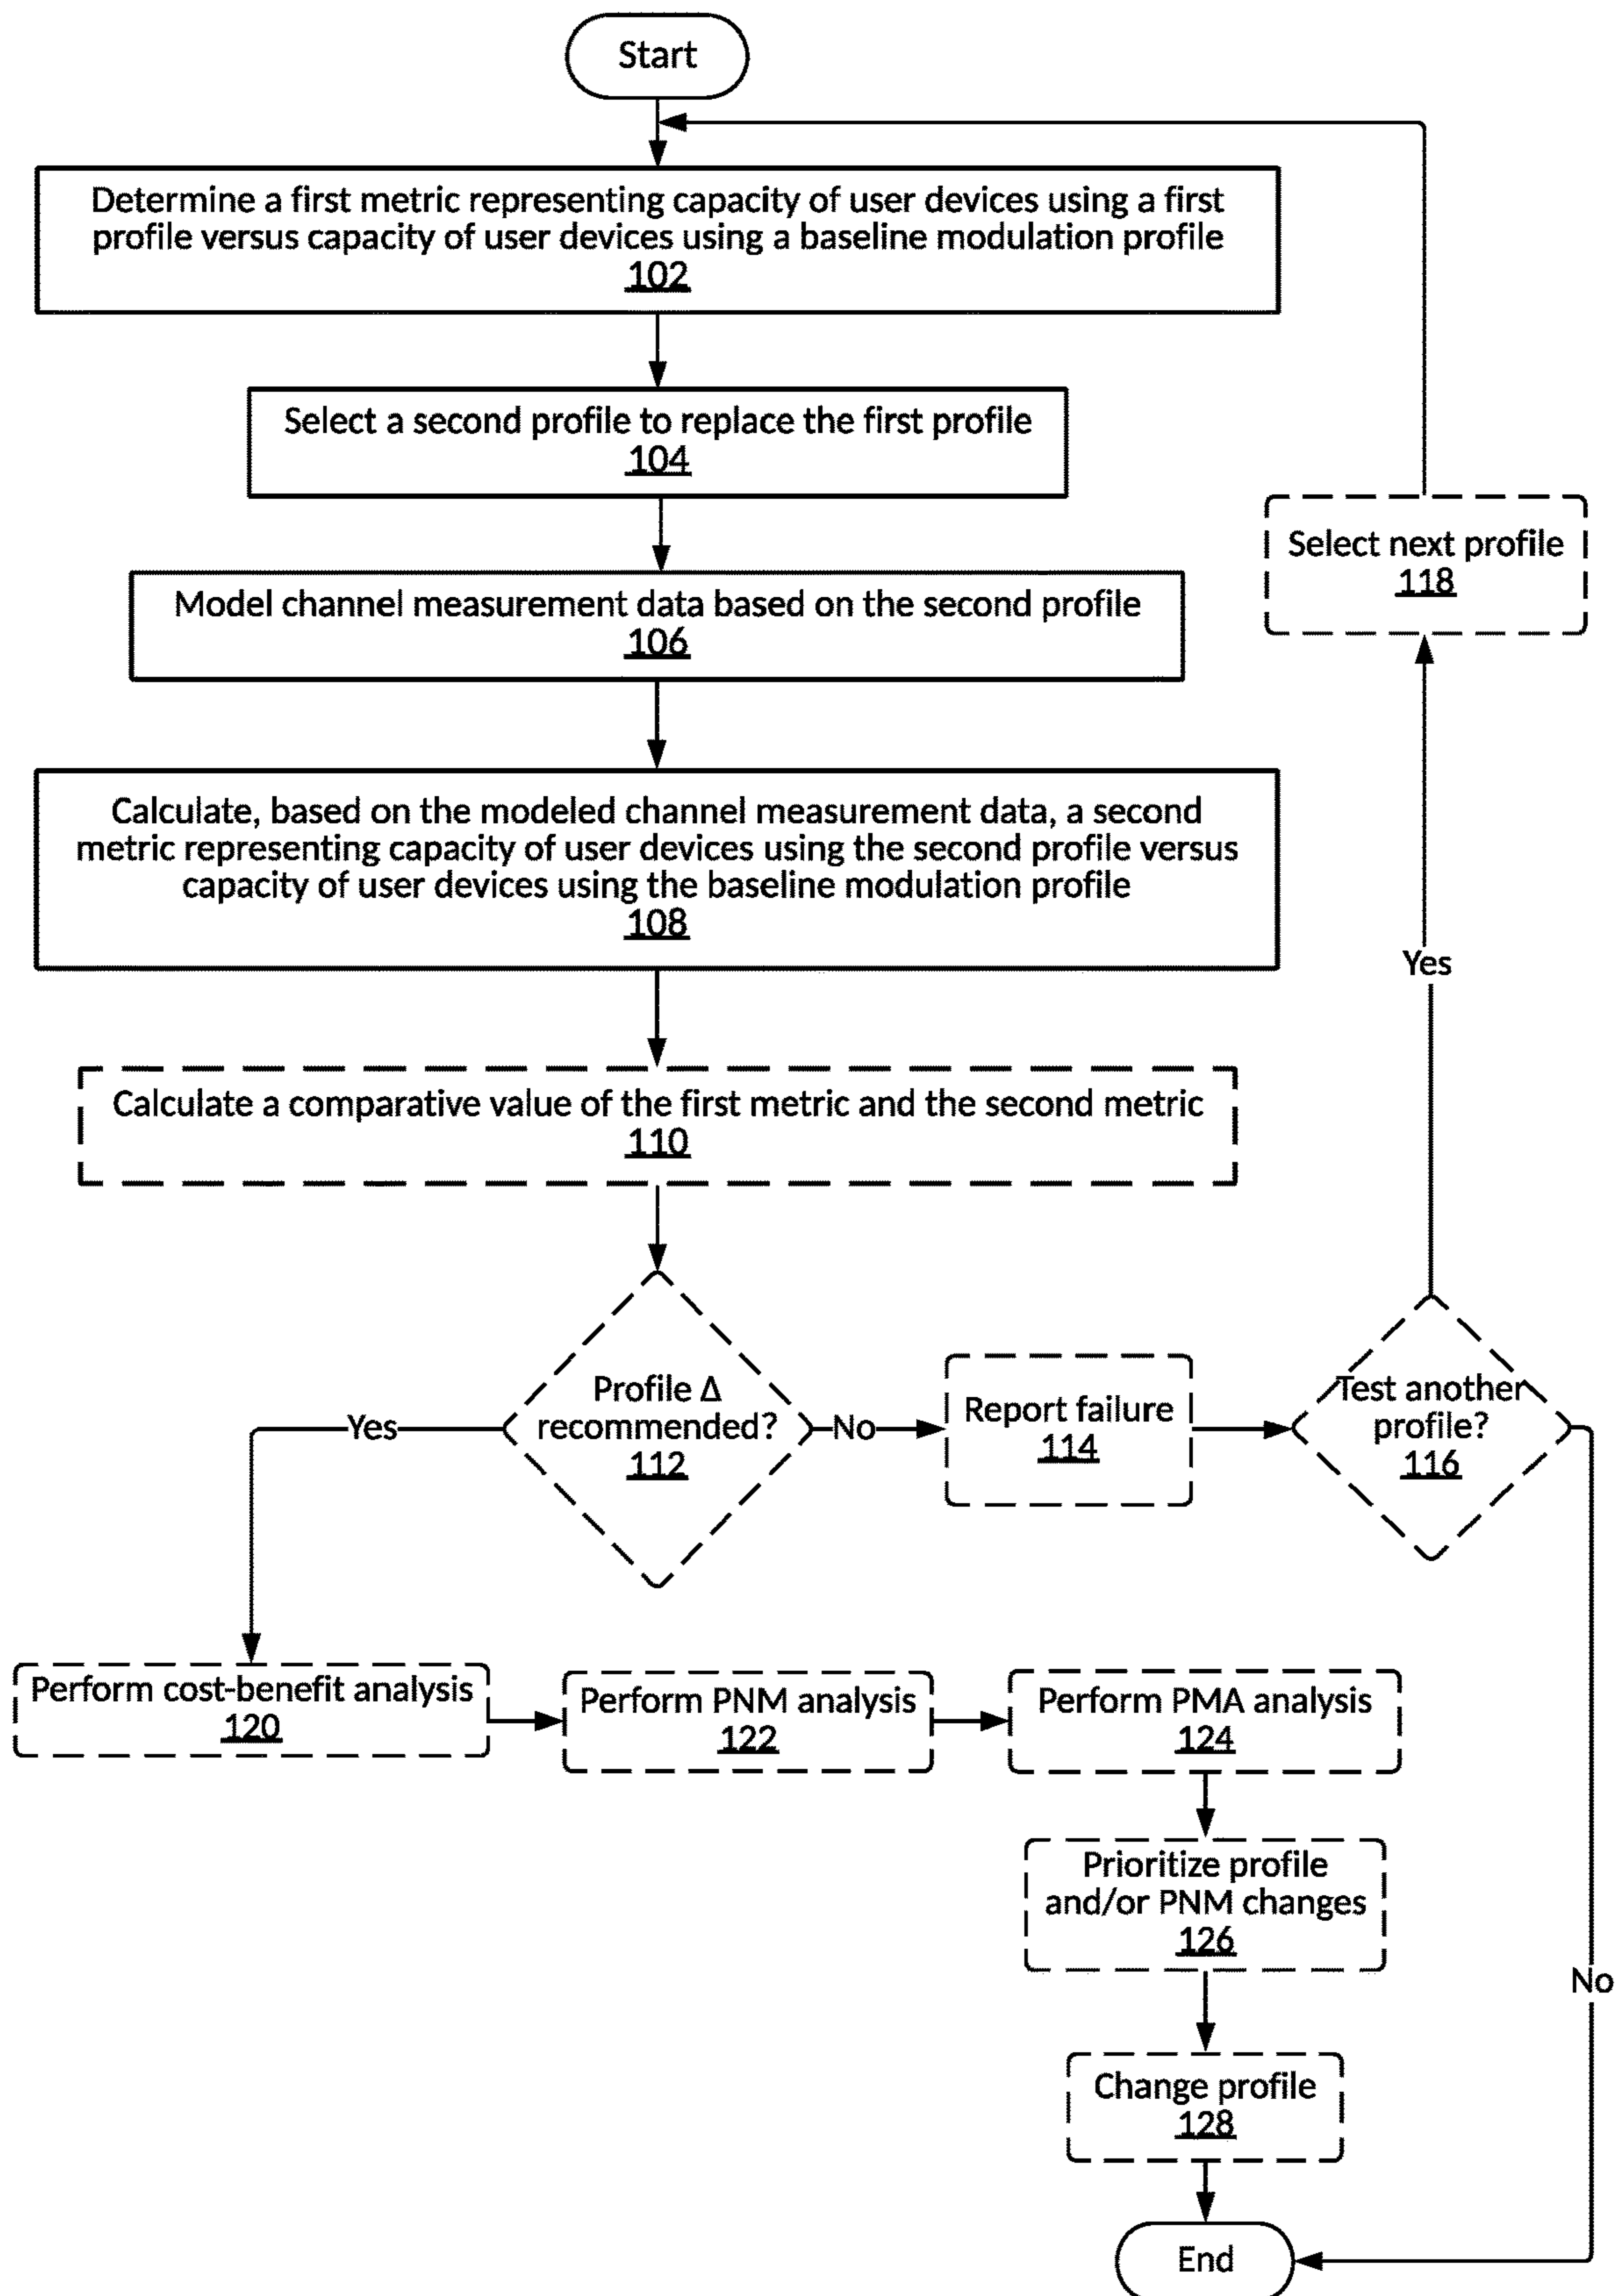 Start
Determine a first metric representing capacity of user devices using a first
profile versus capacity of user devices using a baseline modulation profile
102
Select a second profile to replace the first profile
104
Select next profile
118
Model channel measurement data based on the second profile
106
Calculate, based on the modeled channel measurement data, a second
metric representing capacity of user devices using the second profile versus
capacity of user devices using the baseline modulation profile
108
Yes
Calculate a comparative value of the first metric and the second metric
110
Yes
Profile Δ
recommended?
112
No
Report failure
114
Test another
profile?
116
Perform cost-benefit analysis
120
Perform PNM analysis
122
Perform PMA analysis
124
Prioritize profile
and/or PNM changes
126
No
Change profile
128
End